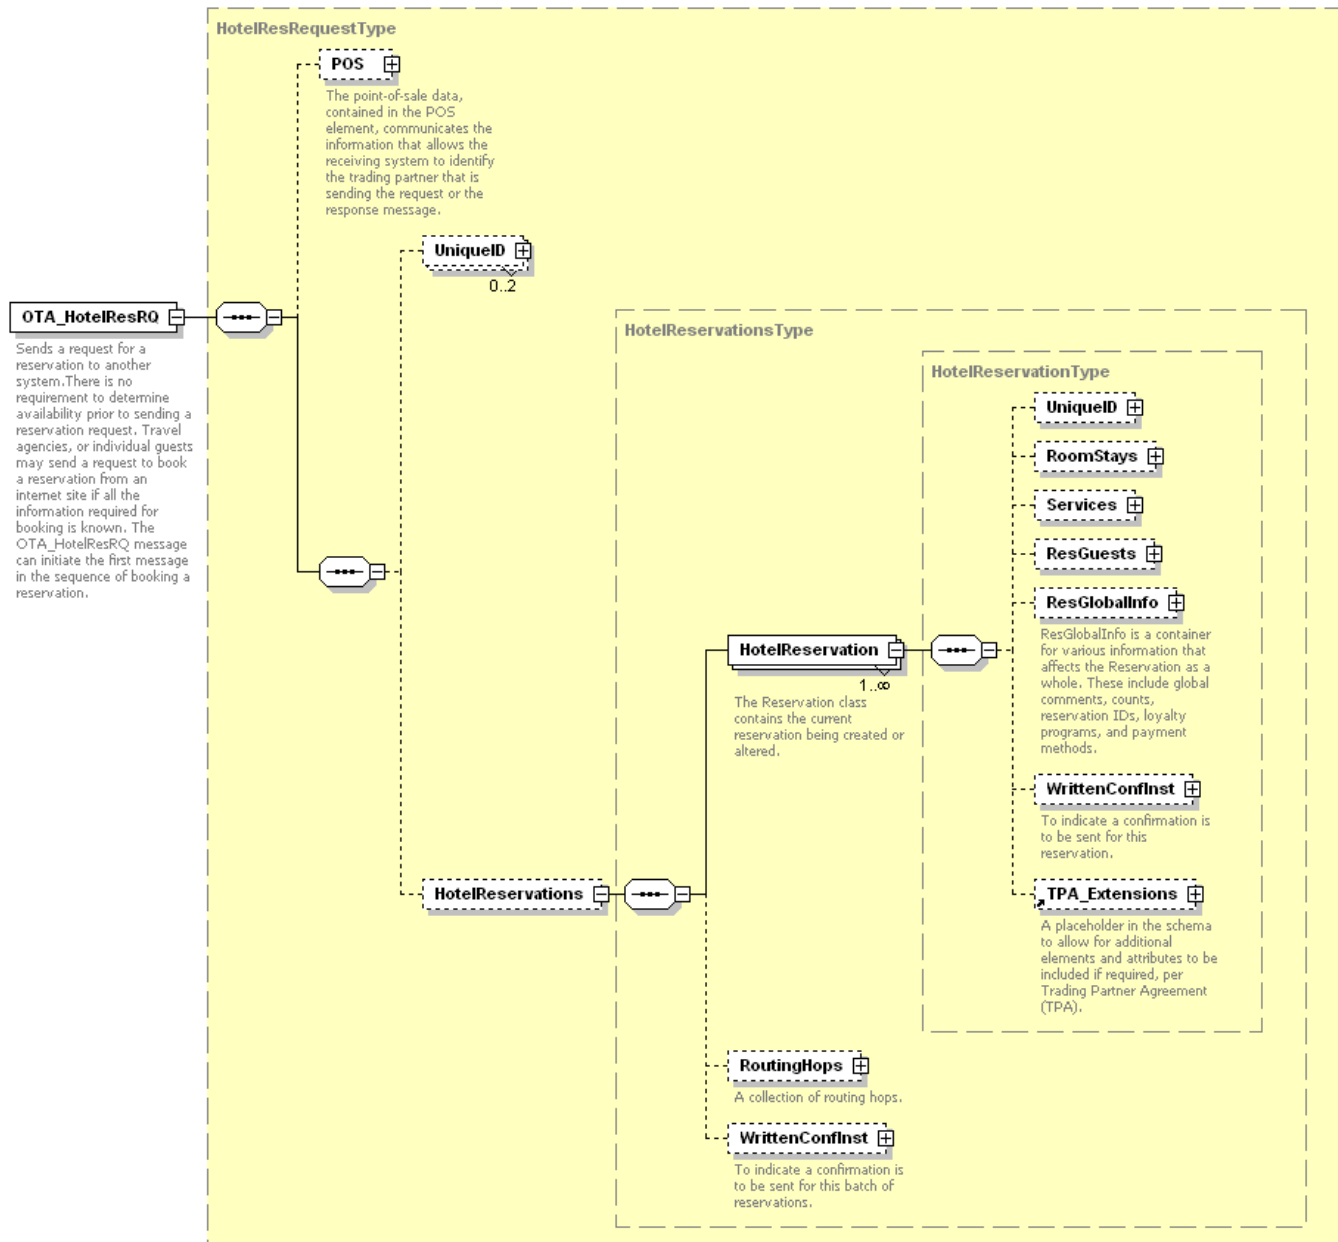 HotelResRequestType
POS
The point-of-sale data,
contained in the POS
element, communicates the
information that allows the
receiving system to identify
the trading partner that is
sending the request or the
response message.
UniqueID
0..2
OTA_HotelResRQ
Sends a request for a
reservation to another
system.There is no
requirement to determine
availability prior to sending a
reservation request. Travel
agencies, or individual guests
may send a request to book
a reservation from an
internet site if all the
information required for
booking is known. The
OTA_HotelResRQ message
can initiate the first message
in the sequence of booking a
reservation.
HotelReservationsType
HotelReservationType
UniqueID
RoomStays
Services
ResGuests
ResGlobalInfo
ResGlobalInfo is a container
for various information that
affects the Reservation as a
whole. These include global
comments, counts,
reservation IDs, loyalty
programs, and payment
methods.
HotelReservation
1..∞
The Reservation class
contains the current
reservation being created or
altered.
WrittenConfInst
To indicate a confirmation is
to be sent for this
reservation.
HotelReservations
TPA_Extensions
A placeholder in the schema
to allow for additional
elements and attributes to be
included if required, per
Trading Partner Agreement
(TPA).
RoutingHops
A collection of routing hops.
WrittenConfInst
To indicate a confirmation is
to be sent for this batch of
reservations.